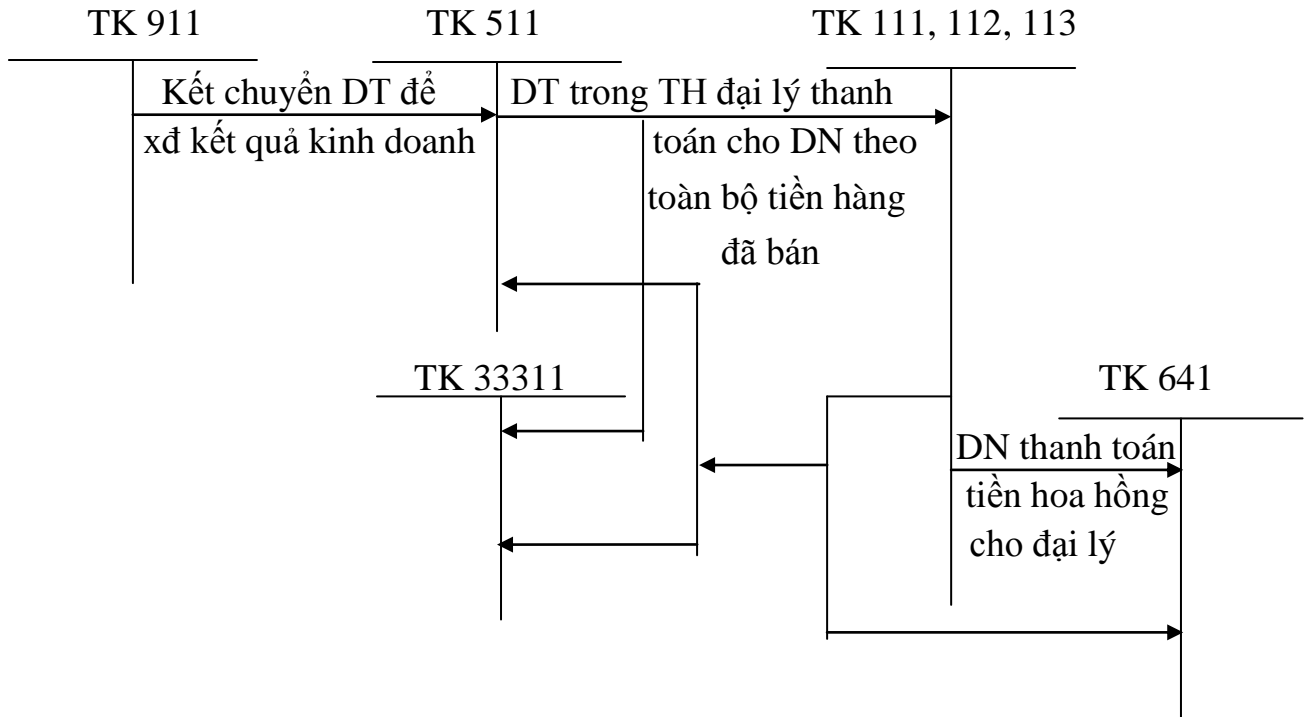 TK 911
TK 511
TK 111, 112, 113
Kết chuyển DT để
xđ kết quả kinh doanh
DT trong TH đại lý thanh
toán cho DN theo
toàn bộ tiền hàng
đã bán
TK 33311
TK 641
DN thanh toán
tiền hoa hồng
cho đại lý